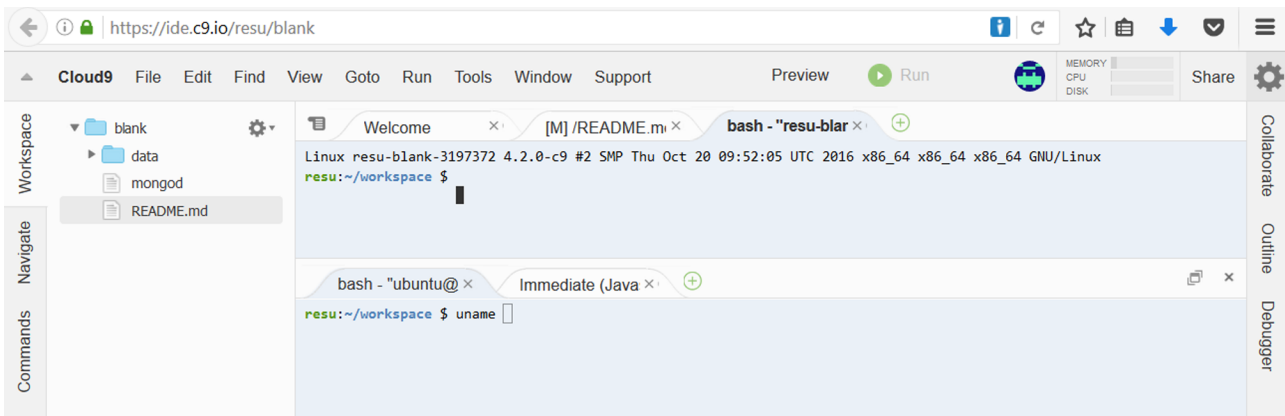 https://ide.c9.io/resu/blank
Cloud9 File Edit Find View Goto Run Tools Window Support Preview Run MEMORY CPU DISK Share
Workspace
Navigate
Commands
blank
data
mongod
README.md
Welcome [M] /README.m bash - "resu-blar
Linux resu-blank-3197372 4.2.0-c9 #2 SMP Thu Oct 20 09:52:05 UTC 2016 x86_64 x86_64 x86_64 GNU/Linux
resu:~/workspace $
bash - "ubuntu@ Immediate (Java
resu:~/workspace $ uname
Collaborate
Outline
Debugger